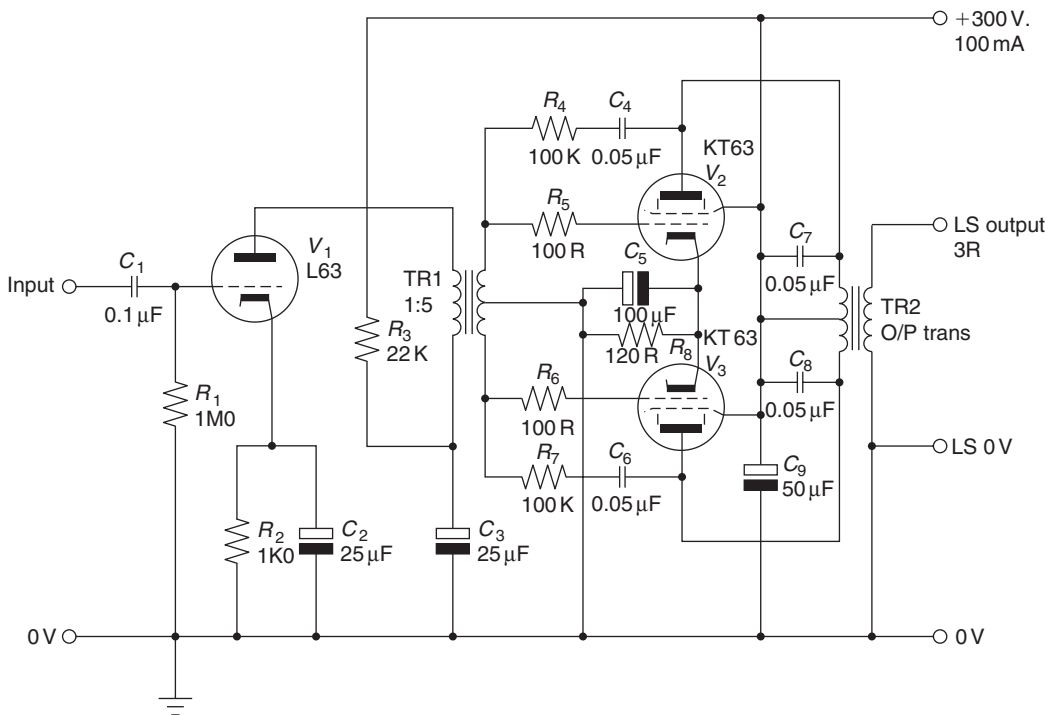 +300 V.
100 mA
R4
100 K
C4
0.05 µF
KT63
V2
R5
100 R
C5
100 µF
C7
0.05 µF
LS output
3R
V1
L63
Input
C1
0.1 µF
TR1
1:5
R3
22 K
TR2
O/P trans
KT 63
V3
120 R
R8
R6
100 R
C8
0.05 µF
R1
1M0
R7
100 K
C6
0.05 µF
C9
50 µF
LS 0 V
R2
1K0
C2
25 µF
C3
25 µF
0 V
0 V